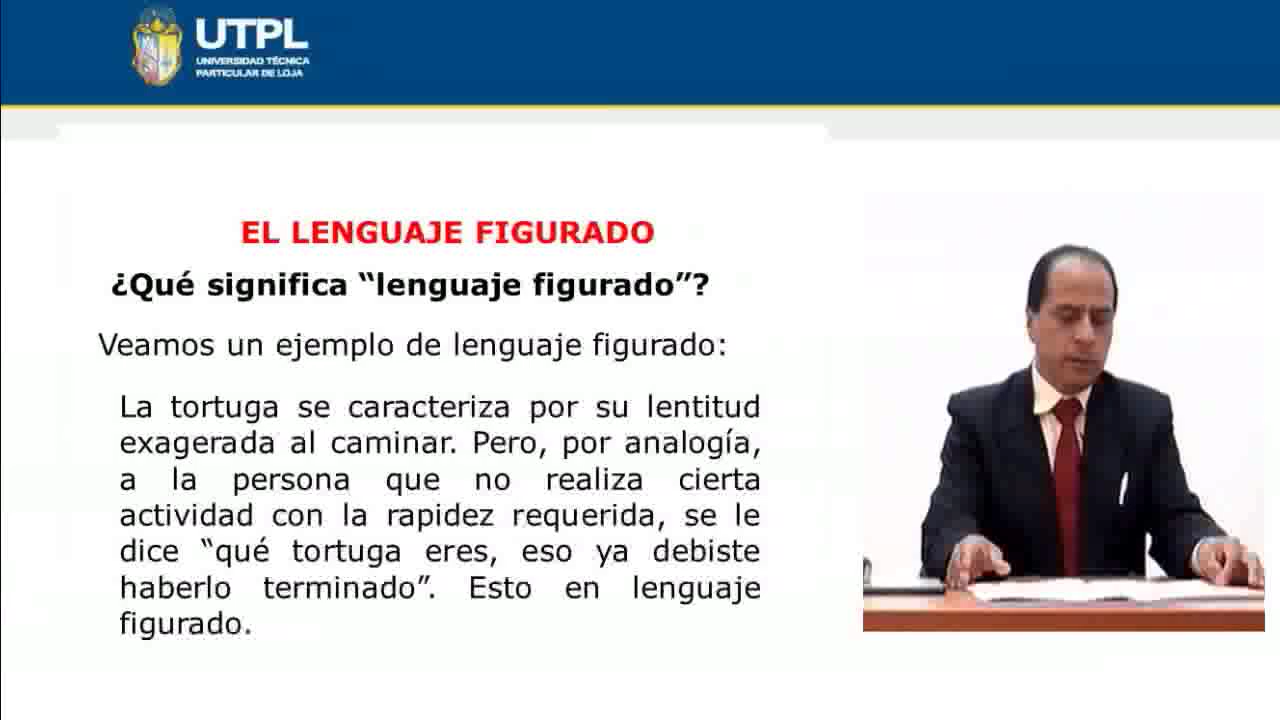 UTPL
UNIVERSIDAD TÉCNICA
PARTICULAR DE LOJA
EL LENGUAJE FIGURADO
¿Qué significa “lenguaje figurado”?
Veamos un ejemplo de lenguaje figurado:
La tortuga se caracteriza por su lentitud
exagerada al caminar. Pero, por analogía,
a la persona que no realiza cierta
actividad con la rapidez requerida, se le
dice “qué tortuga eres, eso ya debiste
haberlo terminado”. Esto en lenguaje
figurado.